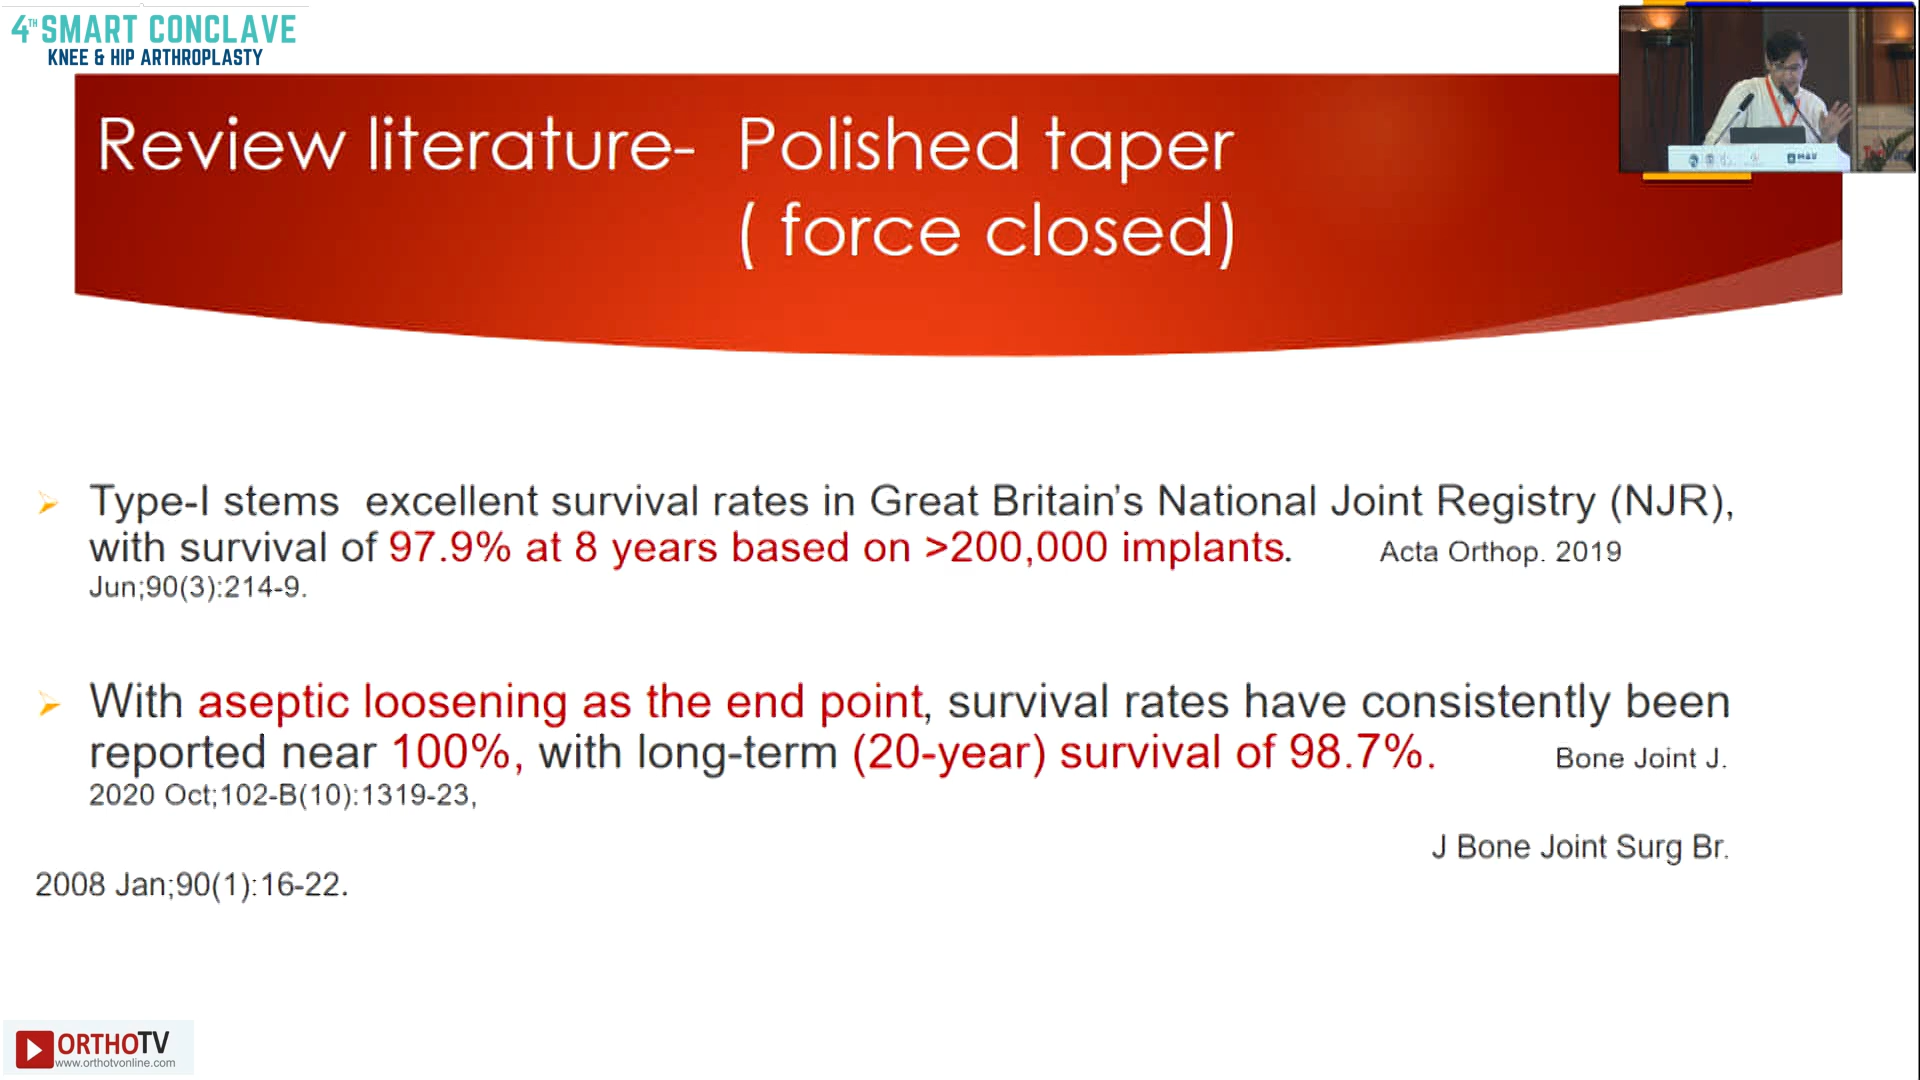 4TH SMART CONCLAVE
KNEE & HIP ARTHROPLASTY
Review literature- Polished taper
( force closed)
Type-I stems excellent survival rates in Great Britain's National Joint Registry (NJR),
with survival of 97.9% at 8 years based on >200,000 implants. Acta Orthop. 2019
Jun;90(3):214-9.
With aseptic loosening as the end point, survival rates have consistently been
reported near 100%, with long-term (20-year) survival of 98.7%. Bone Joint J.
2020 Oct;102-B(10):1319-23,
J Bone Joint Surg Br.
2008 Jan;90(1):16-22.
ORTHOTV
www.orthotvonline.com